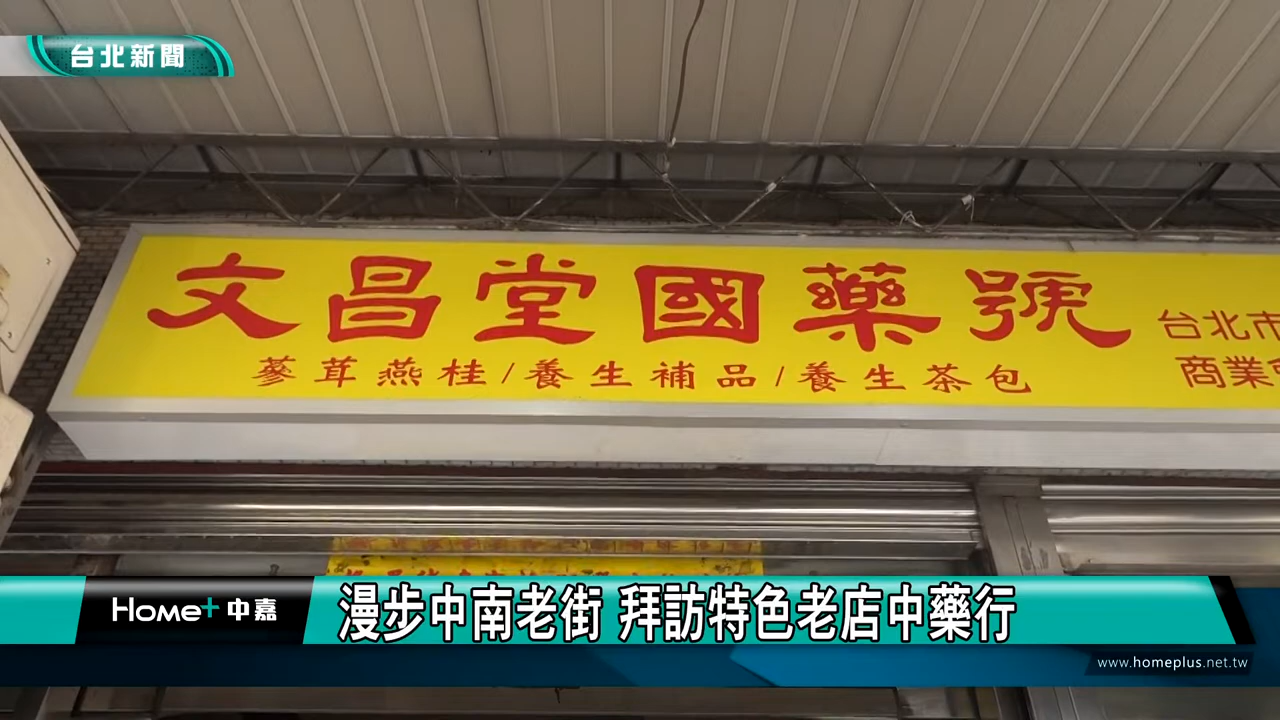 台北新聞
文昌堂國藥號
蔘茸燕桂/養生補品/養生茶包
台北市
商業
Home+ 中嘉
漫步中南老街 拜訪特色老店中藥行
www.homeplus.net.tw